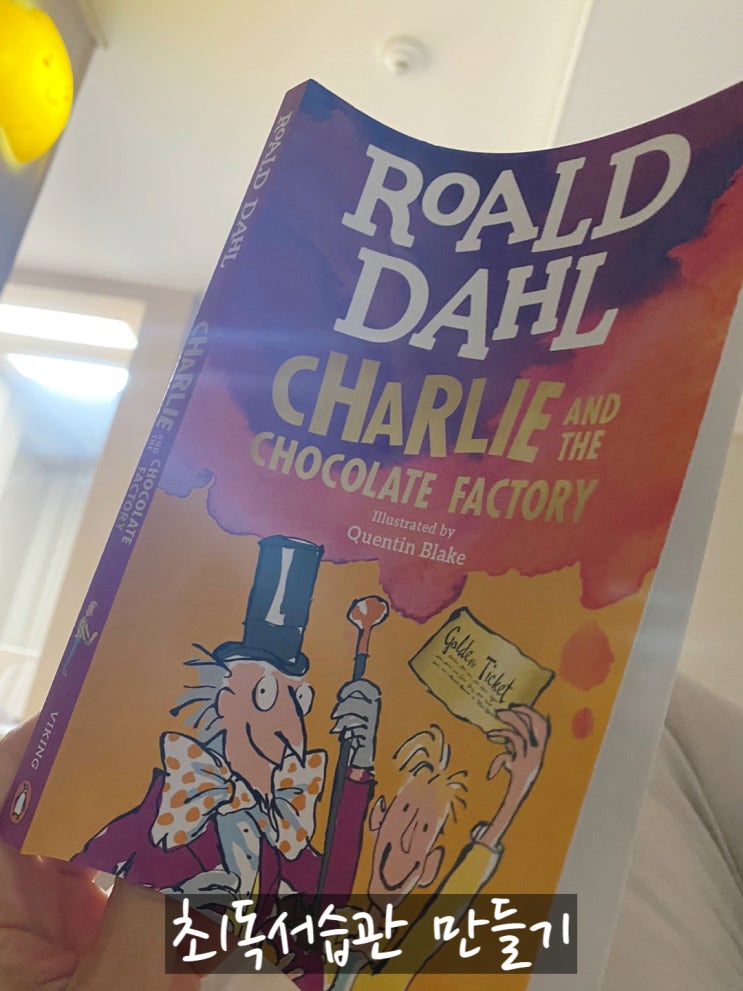 ROALD
DAHL
CHARLIE AND THE
CHOCOLATE FACTORY
Illustrated by
Quentin Blake
Golden Ticket
ROALD DAHL
CHARLIE AND THE CHOCOLATE FACTORY
VIKING
초독서습관 만들기